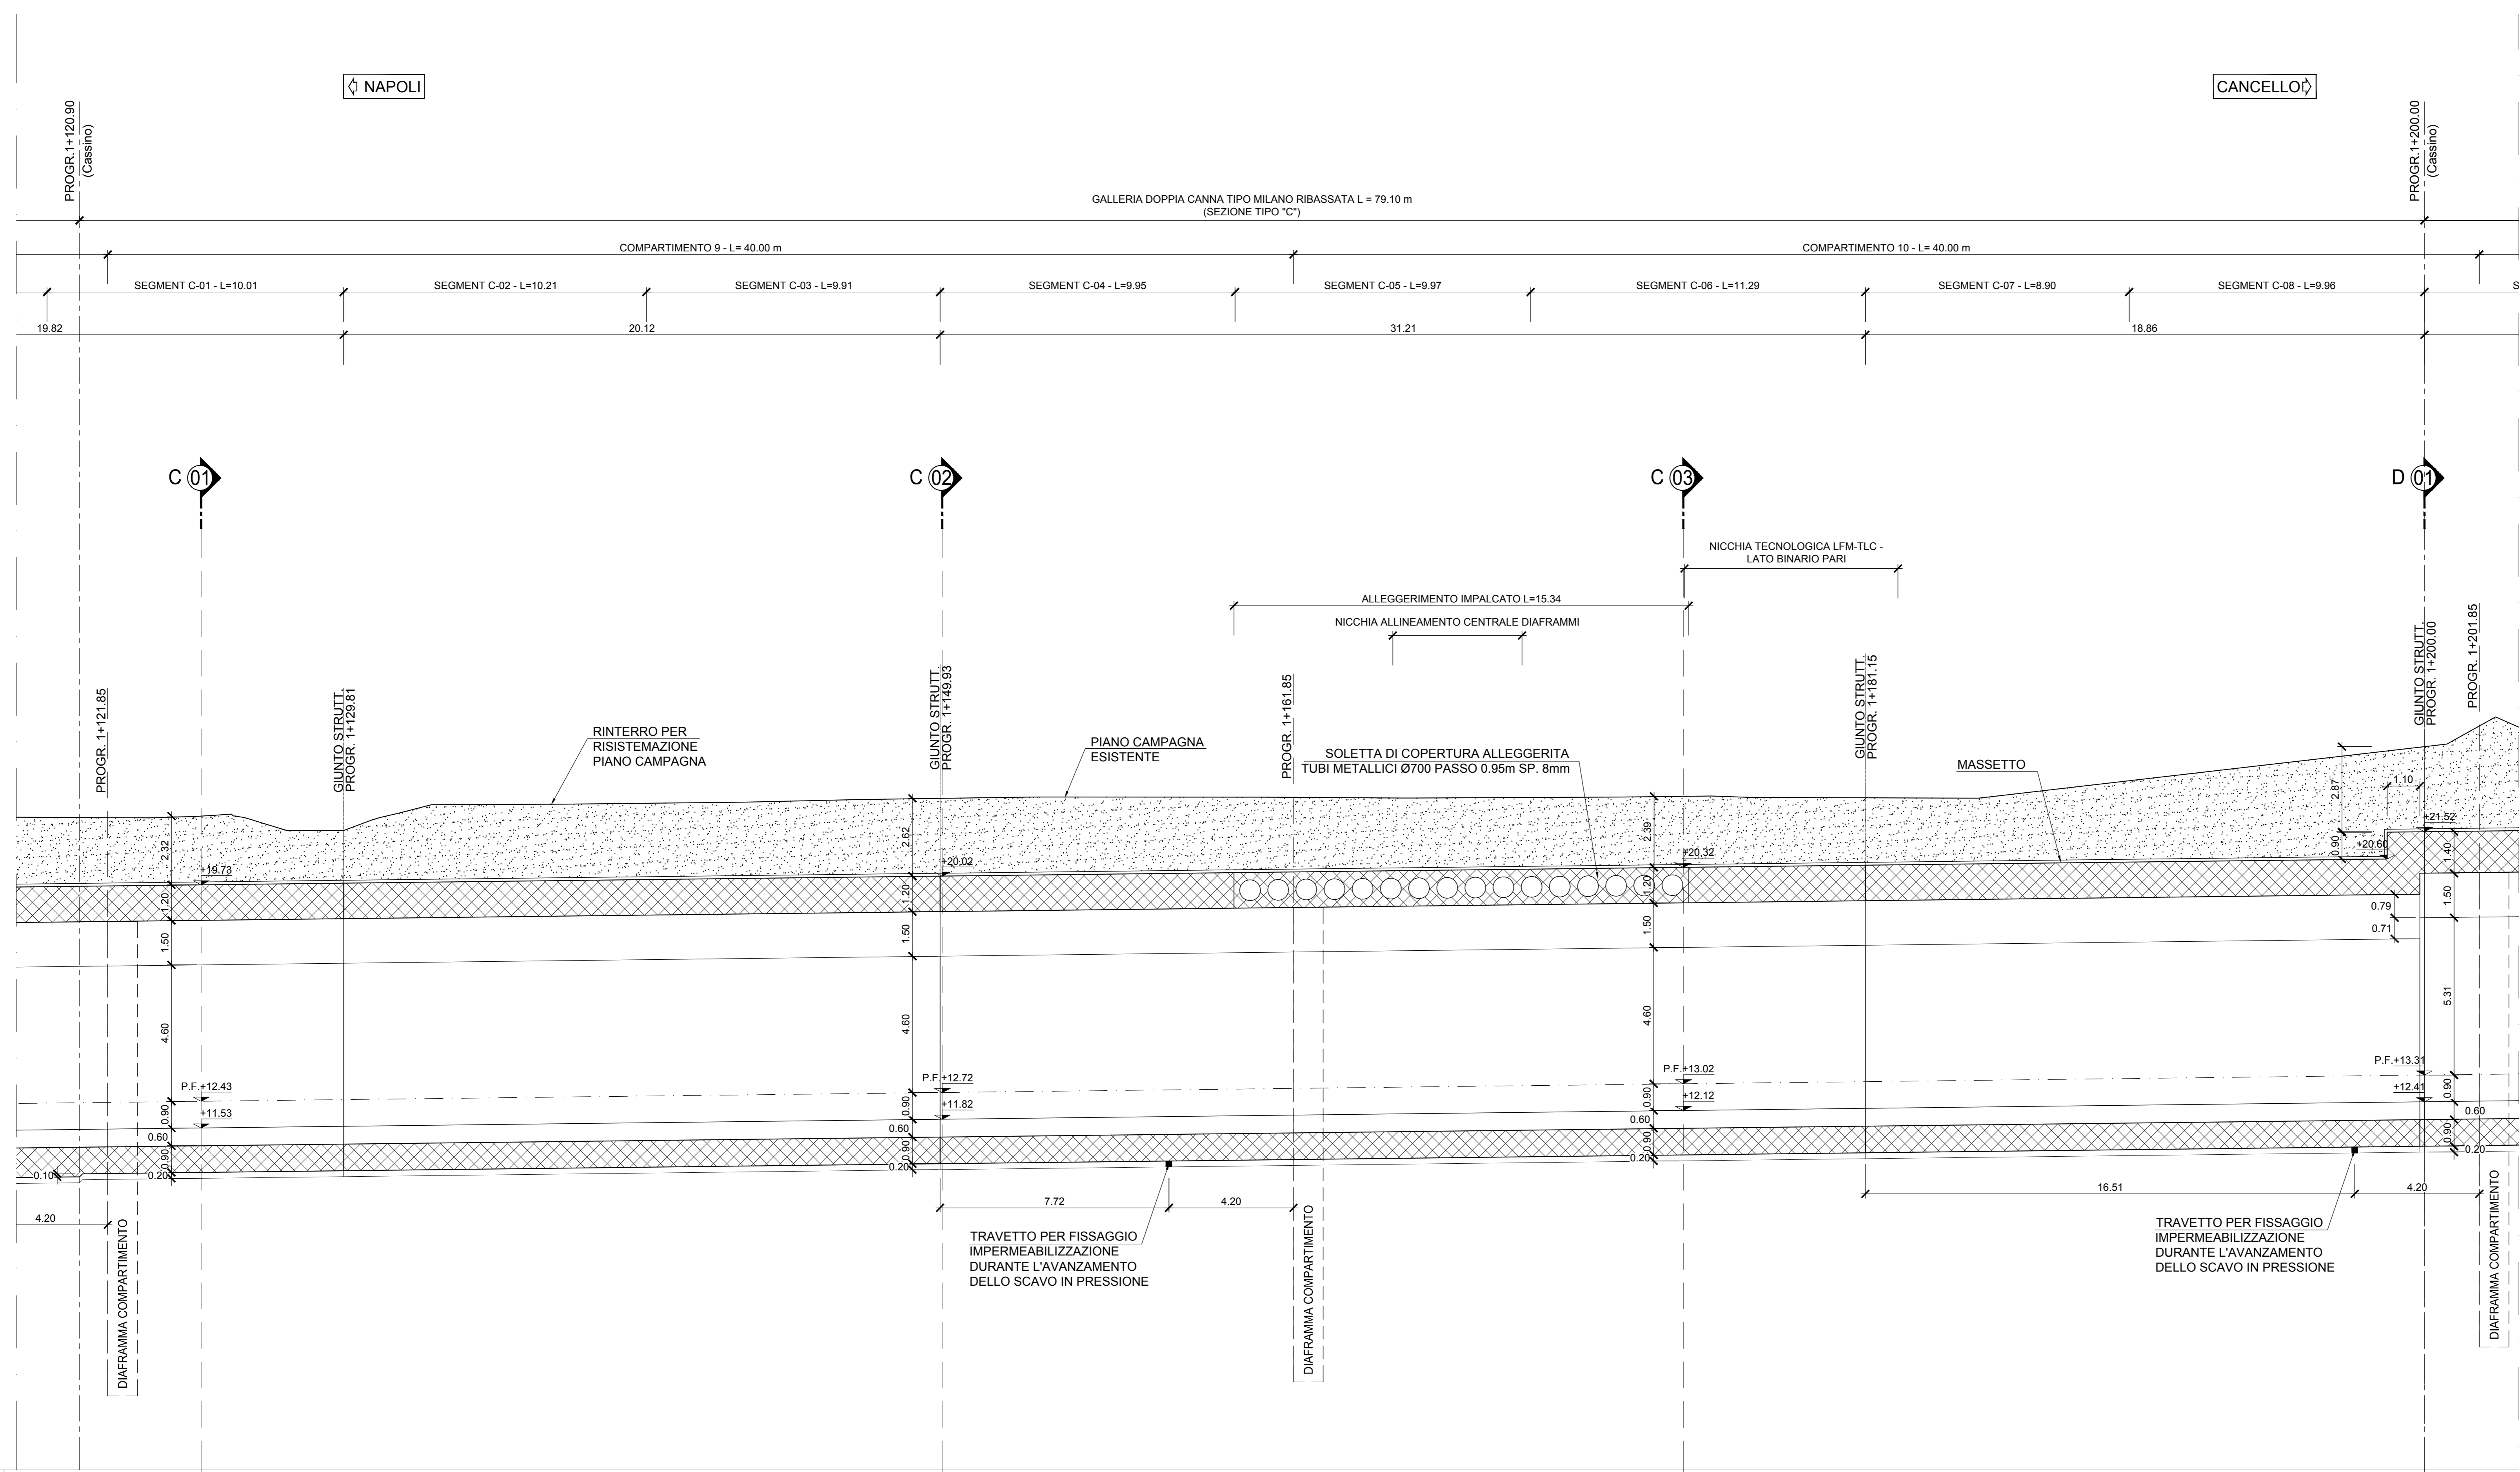 NAPOLI
CANCELLO
PROGR.1+120.90
(Cassino)
PROGR.1+200.00
(Cassino)
GALLERIA DOPPIA CANNA TIPO MILANO RIBASSATA L = 79.10 m
(SEZIONE TIPO "C")
COMPARTIMENTO 9 - L= 40.00 m
COMPARTIMENTO 10 - L= 40.00 m
SEGMENT C-01 - L=10.01
SEGMENT C-02 - L=10.21
SEGMENT C-03 - L=9.91
SEGMENT C-04 - L=9.95
SEGMENT C-05 - L=9.97
SEGMENT C-06 - L=11.29
SEGMENT C-07 - L=8.90
SEGMENT C-08 - L=9.96
S
19.82
20.12
31.21
18.86
C 01
C 02
C 03
D 01
NICCHIA TECNOLOGICA LFM-TLC -
LATO BINARIO PARI
ALLEGGERIMENTO IMPALCATO L=15.34
NICCHIA ALLINEAMENTO CENTRALE DIAFRAMMI
PROGR. 1+121.85
GIUNTO STRUTT.
PROGR. 1+129.81
GIUNTO STRUTT.
PROGR. 1+149.93
PROGR. 1+161.85
GIUNTO STRUTT.
PROGR. 1+181.15
GIUNTO STRUTT.
PROGR. 1+200.00
PROGR. 1+201.85
RINTERRO PER
RISISTEMAZIONE
PIANO CAMPAGNA
PIANO CAMPAGNA
ESISTENTE
SOLETTA DI COPERTURA ALLEGGERITA
TUBI METALLICI Ø700 PASSO 0.95m SP. 8mm
MASSETTO
2.32
+19.73
1.20
1.50
4.60
P.F.+12.43
0.90
+11.53
0.60
0.90
0.20
0.10
2.62
+20.02
1.20
1.50
4.60
P.F.+12.72
0.90
+11.82
0.60
0.90
0.20
2.39
+20.32
1.20
1.50
4.60
P.F.+13.02
0.90
+12.12
0.60
0.90
0.20
2.87
1.10
+21.52
0.90
+20.60
1.40
1.50
0.79
0.71
5.31
P.F.+13.31
0.90
+12.41
0.60
0.90
0.20
4.20
7.72
4.20
16.51
4.20
DIAFRAMMA COMPARTIMENTO
TRAVETTO PER FISSAGGIO
IMPERMEABILIZZAZIONE
DURANTE L'AVANZAMENTO
DELLO SCAVO IN PRESSIONE
DIAFRAMMA COMPARTIMENTO
TRAVETTO PER FISSAGGIO
IMPERMEABILIZZAZIONE
DURANTE L'AVANZAMENTO
DELLO SCAVO IN PRESSIONE
DIAFRAMMA COMPARTIMENTO